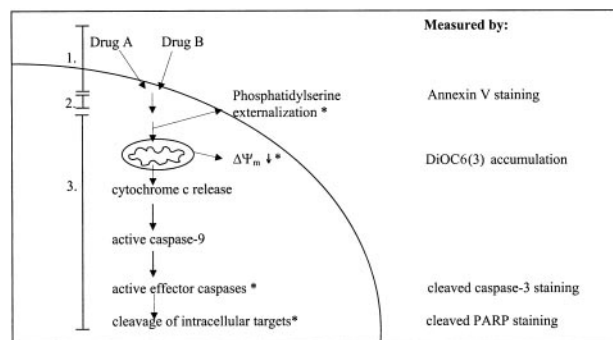 Measured by:
Drug A Drug B
1.
2.
Phosphatidylserine
externalization *
Annexin V staining
ΔΨm ↓*
DiOC6(3) accumulation
3.
cytochrome c release
active caspase-9
active effector caspases *
cleaved caspase-3 staining
cleavage of intracellular targets*
cleaved PARP staining